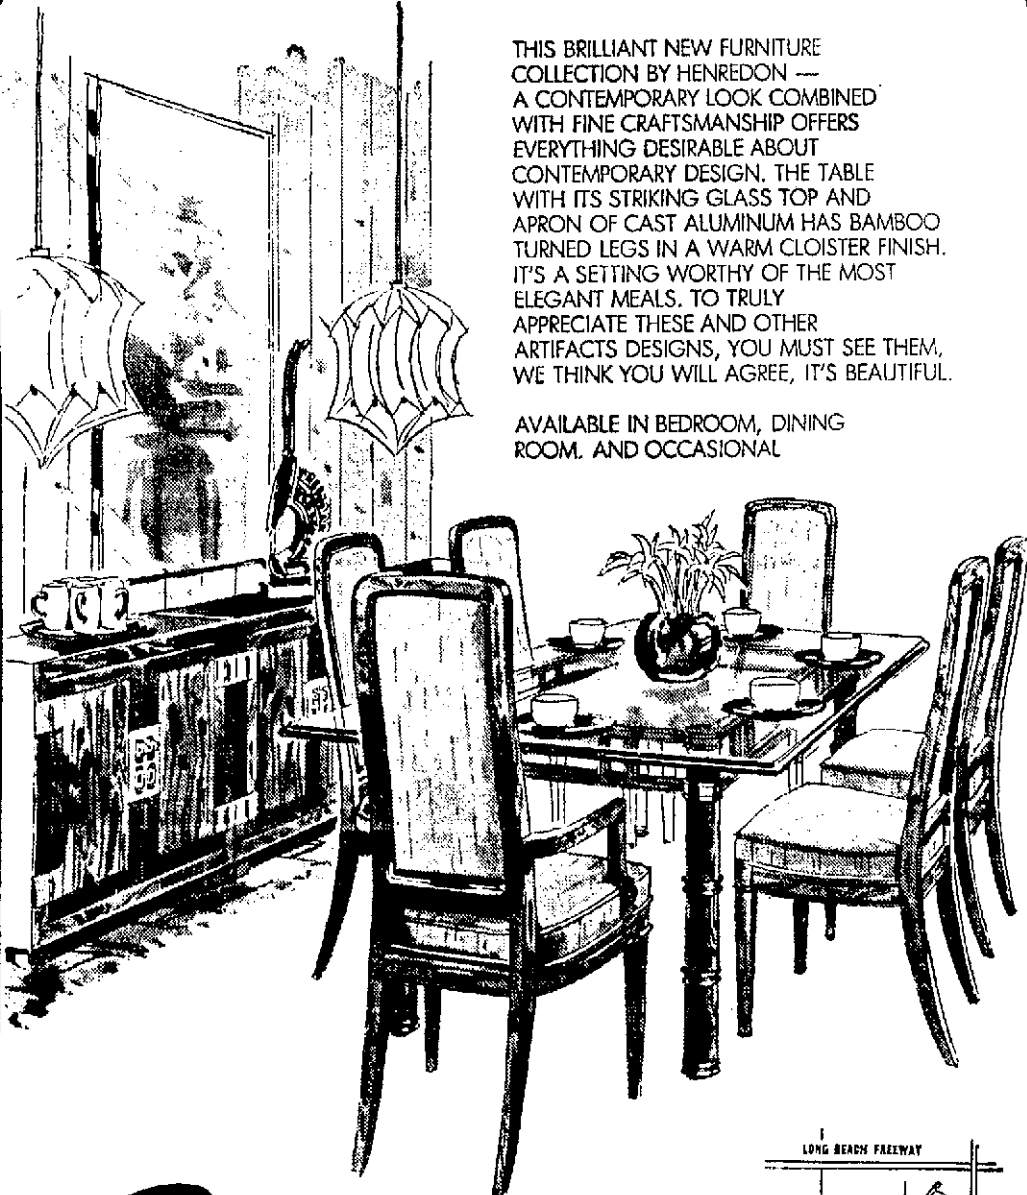 THIS BRILLIANT NEW FURNITURE
COLLECTION BY HENREDON —
A CONTEMPORARY LOOK COMBINED
WITH FINE CRAFTSMANSHIP OFFERS
EVERYTHING DESIRABLE ABOUT
CONTEMPORARY DESIGN. THE TABLE
WITH ITS STRIKING GLASS TOP AND
APRON OF CAST ALUMINUM HAS BAMBOO
TURNED LEGS IN A WARM CLOISTER FINISH.
IT'S A SETTING WORTHY OF THE MOST
ELEGANT MEALS. TO TRULY
APPRECIATE THESE AND OTHER
ARTIFACTS DESIGNS, YOU MUST SEE THEM,
WE THINK YOU WILL AGREE, IT'S BEAUTIFUL.
AVAILABLE IN BEDROOM, DINING
ROOM. AND OCCASIONAL
LONG BEACH FREEWAY